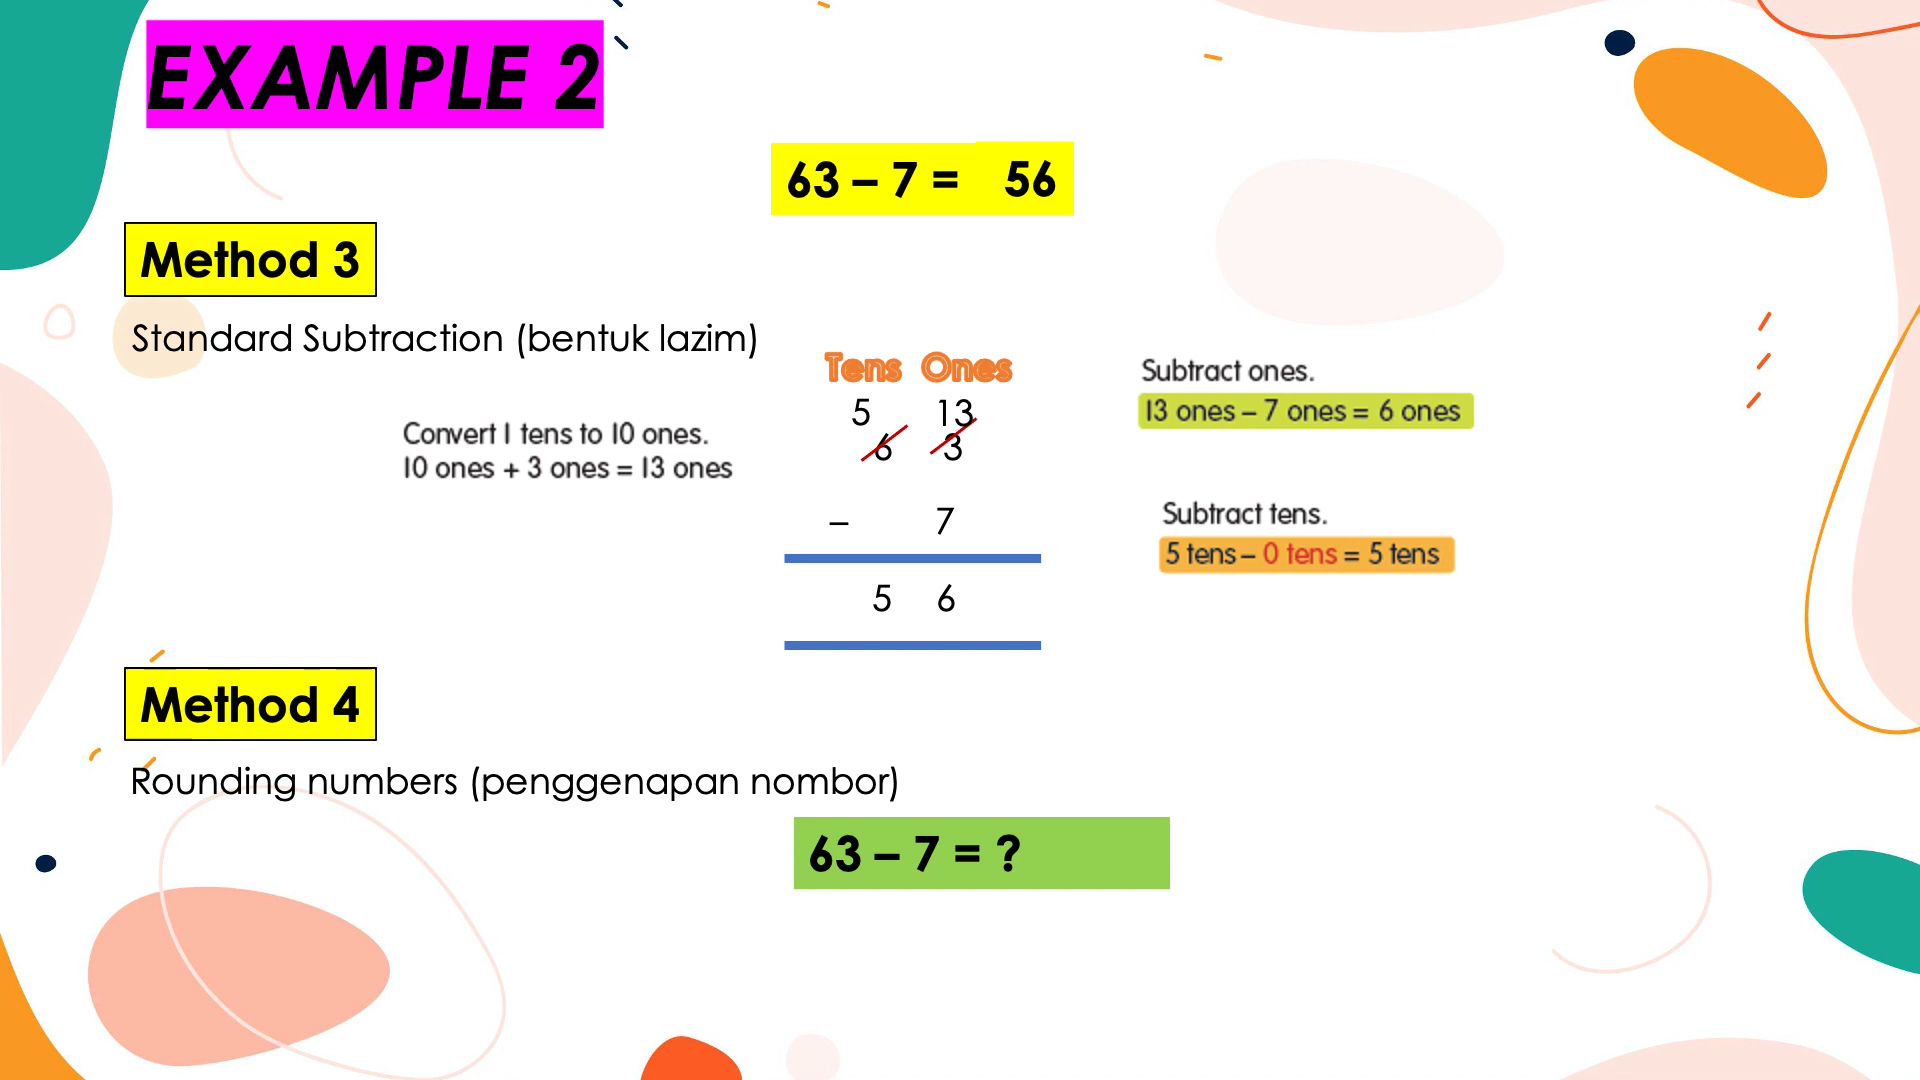 EXAMPLE 2
63 – 7 = 56
Method 3
Standard Subtraction (bentuk lazim)
Convert 1 tens to 10 ones.
10 ones + 3 ones = 13 ones
Tens Ones
5 13
6 3
– 7
5 6
Subtract ones.
13 ones – 7 ones = 6 ones
Subtract tens.
5 tens – 0 tens = 5 tens
Method 4
Rounding numbers (penggenapan nombor)
63 – 7 = ?